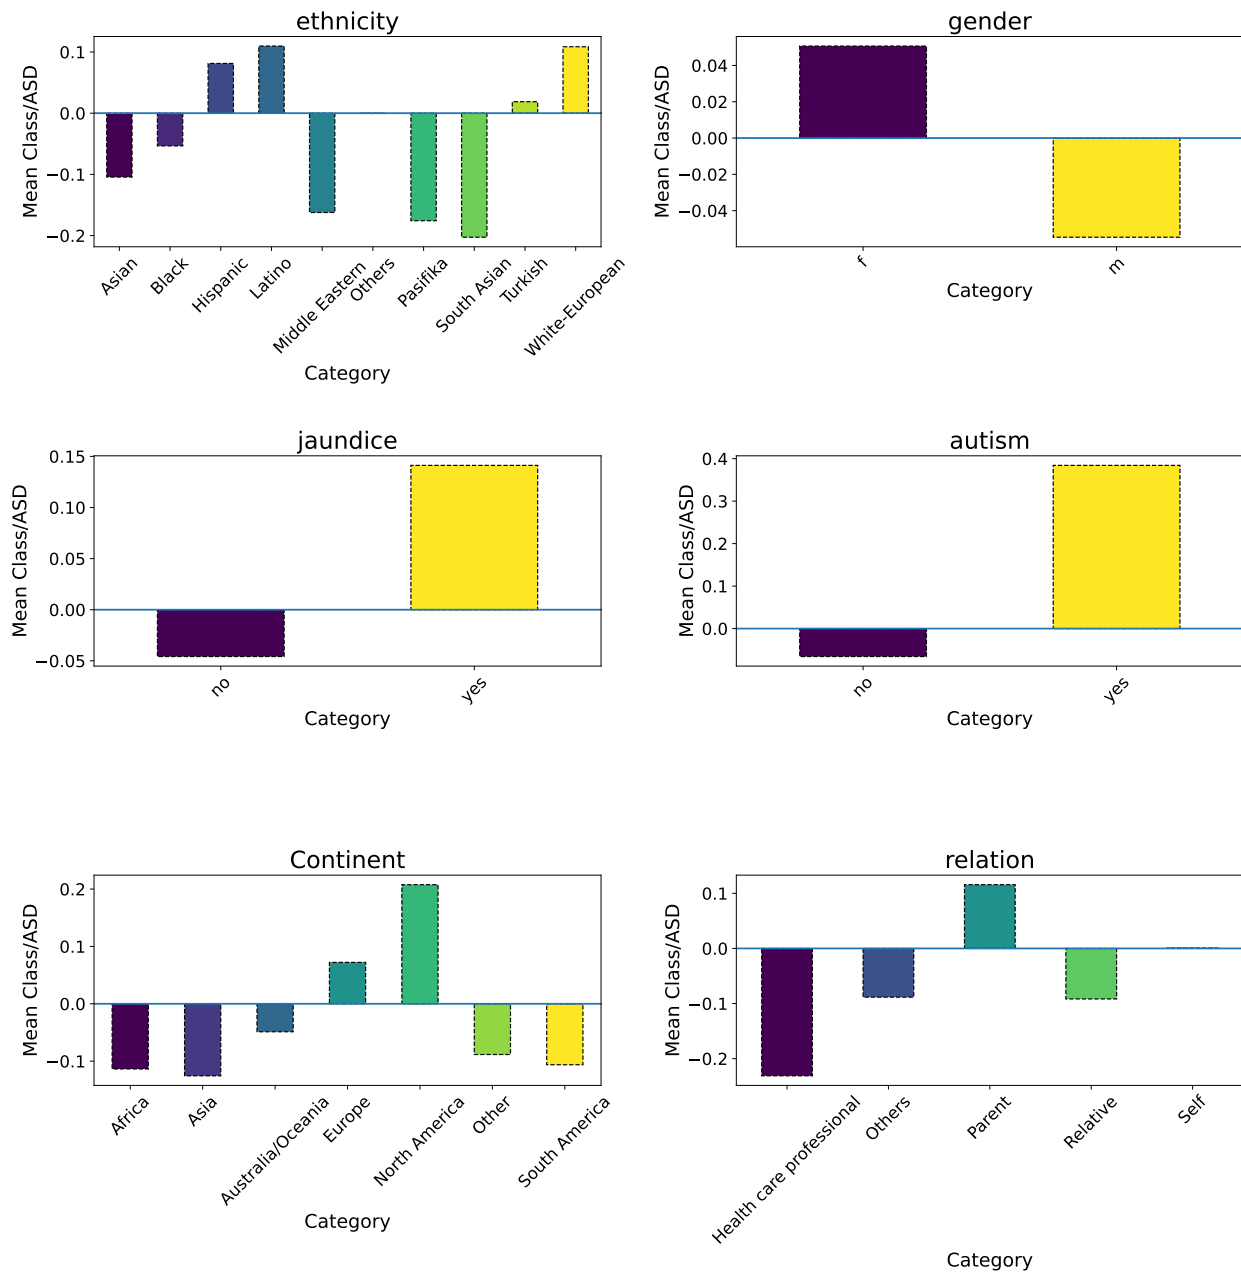 ethnicity
Mean Class/ASD
0.1
0.0
−0.1
−0.2
Asian
Black
Hispanic
Latino
Middle Eastern
Others
Pasifika
South Asian
Turkish
White-European
Category
gender
Mean Class/ASD
0.04
0.02
0.00
−0.02
−0.04
f
m
Category
jaundice
Mean Class/ASD
0.15
0.10
0.05
0.00
−0.05
no
yes
Category
autism
Mean Class/ASD
0.4
0.3
0.2
0.1
0.0
no
yes
Category
Continent
Mean Class/ASD
0.2
0.1
0.0
−0.1
Africa
Asia
Australia/Oceania
Europe
North America
Other
South America
Category
relation
Mean Class/ASD
0.1
0.0
−0.1
−0.2
Health care professional
Others
Parent
Relative
Self
Category